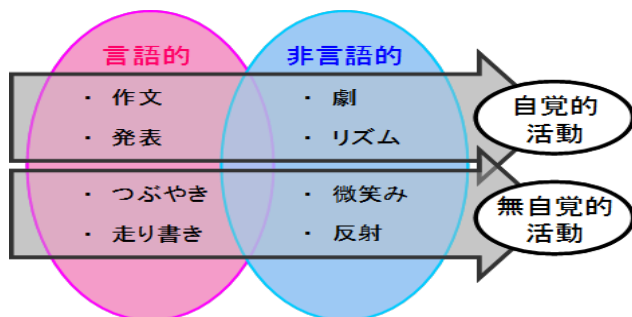 言語的 非言語的
・ 作文 ・ 劇
・ 発表 ・ リズム
自覚的
活動
・ つぶやき ・ 微笑み
・ 走り書き ・ 反射
無自覚的
活動